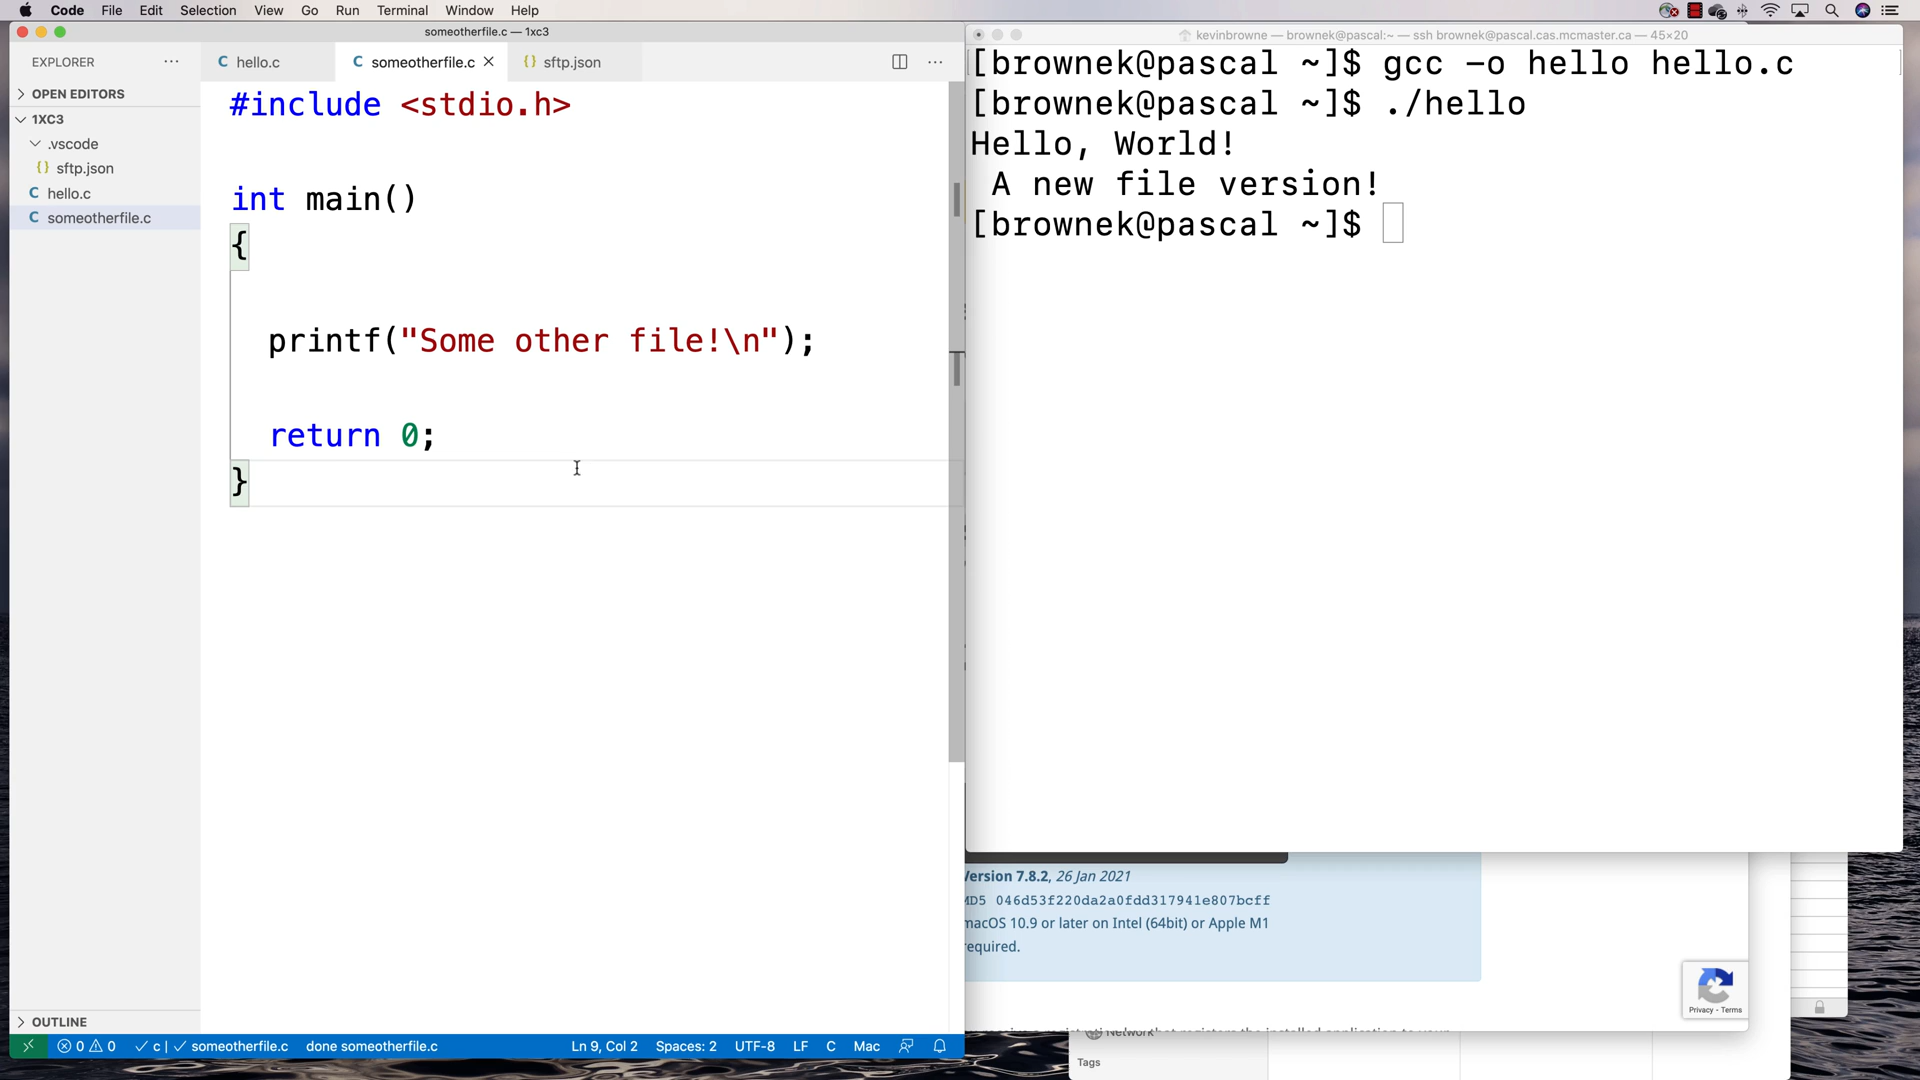 Code File Edit Selection View Go Run Terminal Window Help
someotherfile.c — 1xc3
EXPLORER
OPEN EDITORS
1XC3
.vscode
{} sftp.json
C hello.c
C someotherfile.c
OUTLINE
C hello.c
C someotherfile.c
{} sftp.json
#include <stdio.h>
int main()
{
printf("Some other file!\n");
return 0;
}
0 0 c | someotherfile.c done someotherfile.c Ln 9, Col 2 Spaces: 2 UTF-8 LF C Mac
kevinbrowne — brownek@pascal:~ — ssh brownek@pascal.cas.mcmaster.ca — 45×20
[brownek@pascal ~]$ gcc -o hello hello.c
[brownek@pascal ~]$ ./hello
Hello, World!
A new file version!
[brownek@pascal ~]$
Version 7.8.2, 26 Jan 2021
MD5 046d53f220da2a0fdd317941e807bcff
macOS 10.9 or later on Intel (64bit) or Apple M1
required.
Privacy - Terms
Network
Tags